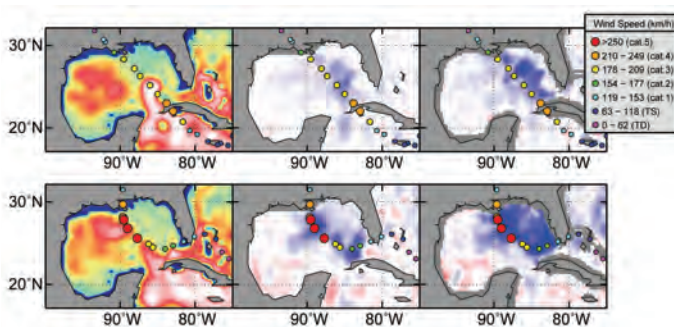 Wind Speed (km/h)
>250 (cat.5)
210 – 249 (cat.4)
178 – 209 (cat.3)
154 – 177 (cat.2)
119 – 153 (cat.1)
63 – 118 (TS)
0 – 62 (TD)
30°N
20°N
90°W 80°W 90°W 80°W 90°W 80°W
30°N
20°N
90°W 80°W 90°W 80°W 90°W 80°W